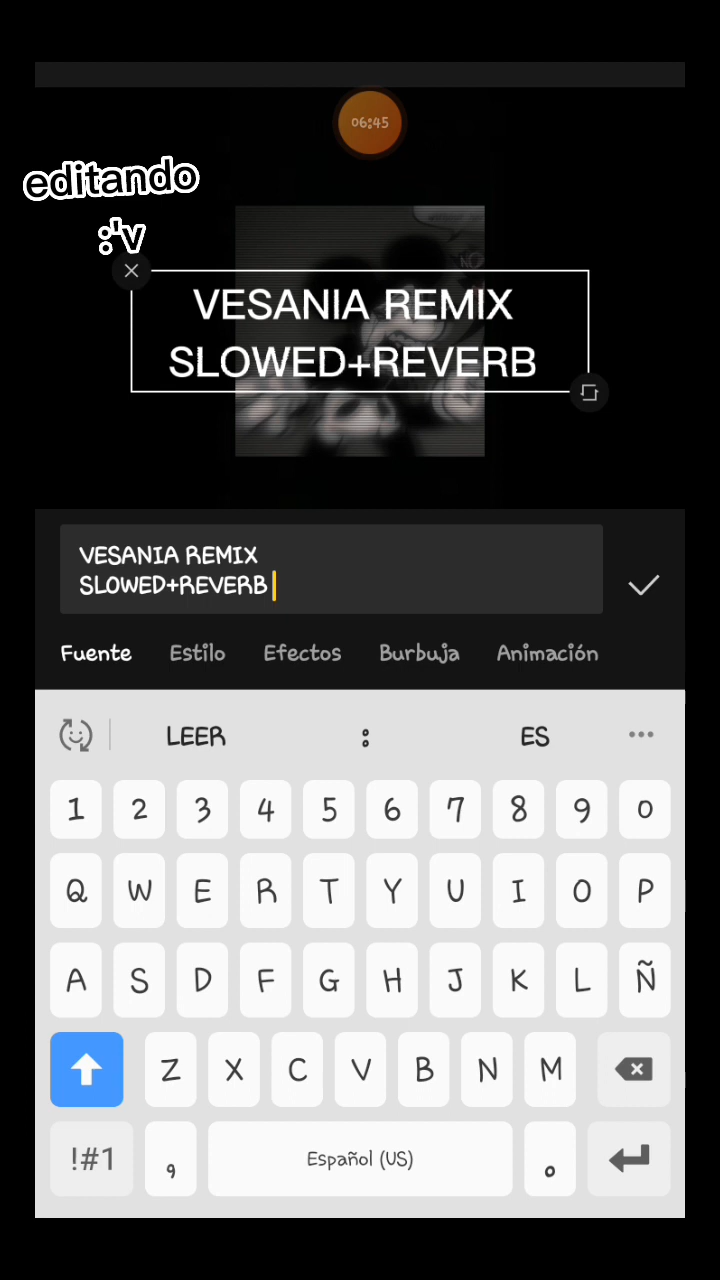 06:45
editando
:'v
VESANIA REMIX
SLOWED+REVERB
VESANIA REMIX
SLOWED+REVERB
Fuente Estilo Efectos Burbuja Animación
LEER : ES ...
1 2 3 4 5 6 7 8 9 0
Q W E R T Y U I O P
A S D F G H J K L Ñ
Z X C V B N M
!#1 , Español (US) .